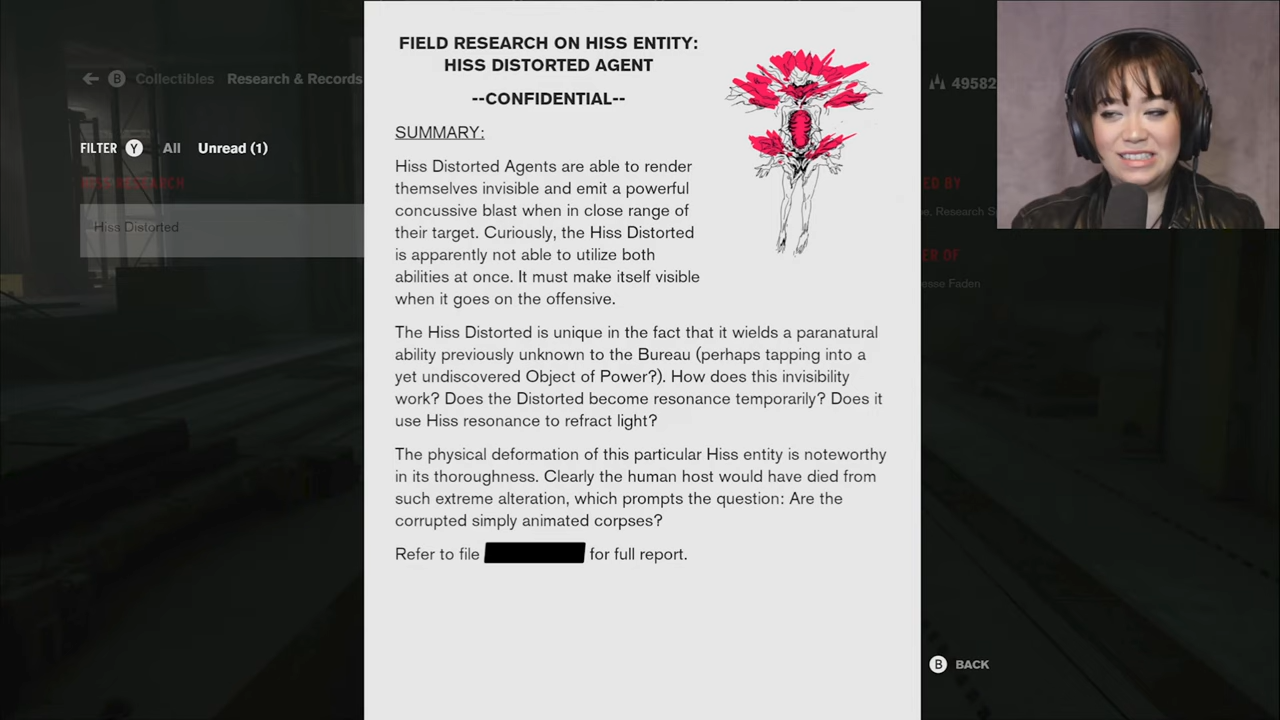 Collectibles Research & Records
49582
FILTER Y All Unread (1)
Hiss Distorted
FIELD RESEARCH ON HISS ENTITY:
HISS DISTORTED AGENT
--CONFIDENTIAL--
SUMMARY:
Hiss Distorted Agents are able to render
themselves invisible and emit a powerful
concussive blast when in close range of
their target. Curiously, the Hiss Distorted
is apparently not able to utilize both
abilities at once. It must make itself visible
when it goes on the offensive.
The Hiss Distorted is unique in the fact that it wields a paranatural
ability previously unknown to the Bureau (perhaps tapping into a
yet undiscovered Object of Power?). How does this invisibility
work? Does the Distorted become resonance temporarily? Does it
use Hiss resonance to refract light?
The physical deformation of this particular Hiss entity is noteworthy
in its thoroughness. Clearly the human host would have died from
such extreme alteration, which prompts the question: Are the
corrupted simply animated corpses?
Refer to file for full report.
ED BY
e, Research Sp
ER OF
esse Faden
B BACK